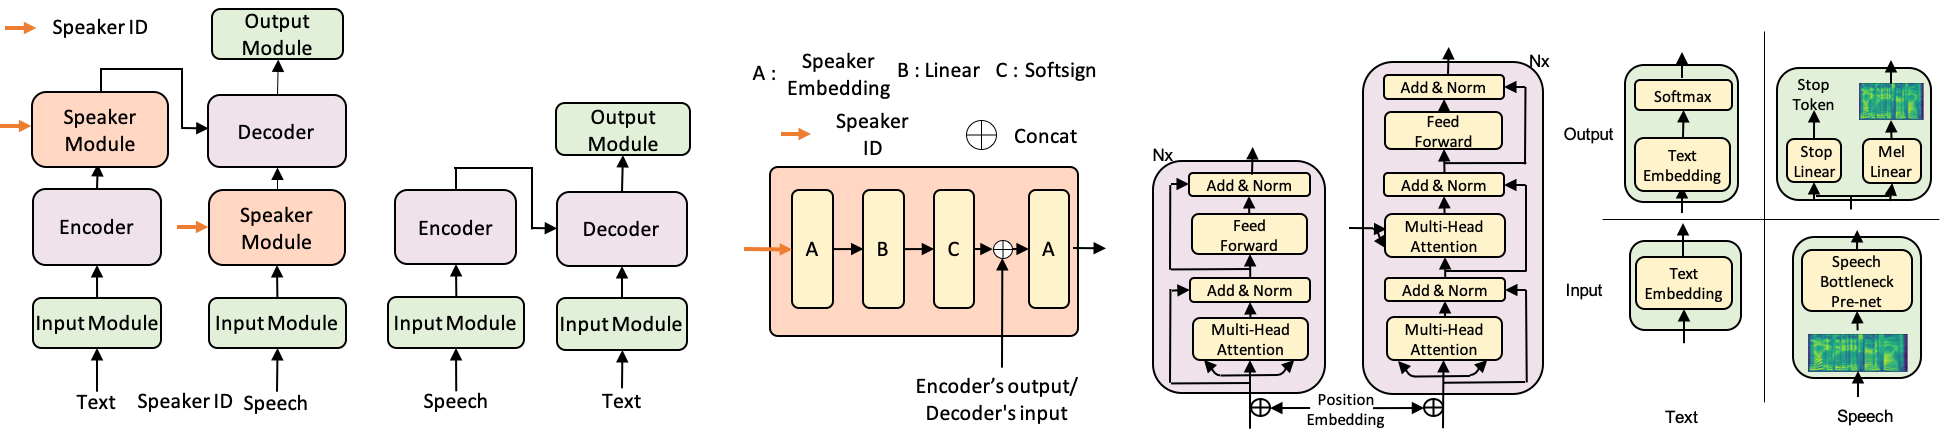 Speaker ID
Output
Module
Speaker
Module
Decoder
Encoder
Speaker
Module
Input Module
Input Module
Text
Speaker ID
Speech
Output
Module
Encoder
Decoder
Input Module
Input Module
Speech
Text
A :
Speaker
Embedding
B : Linear
C : Softsign
Speaker
ID
Concat
A
B
C
A
Encoder's output/
Decoder's input
Nx
Add & Norm
Feed
Forward
Add & Norm
Multi-Head
Attention
Position
Embedding
Nx
Add & Norm
Feed
Forward
Add & Norm
Multi-Head
Attention
Add & Norm
Multi-Head
Attention
Output
Softmax
Text
Embedding
Stop
Token
Stop
Linear
Mel
Linear
Input
Text
Embedding
Speech
Bottleneck
Pre-net
Text
Speech